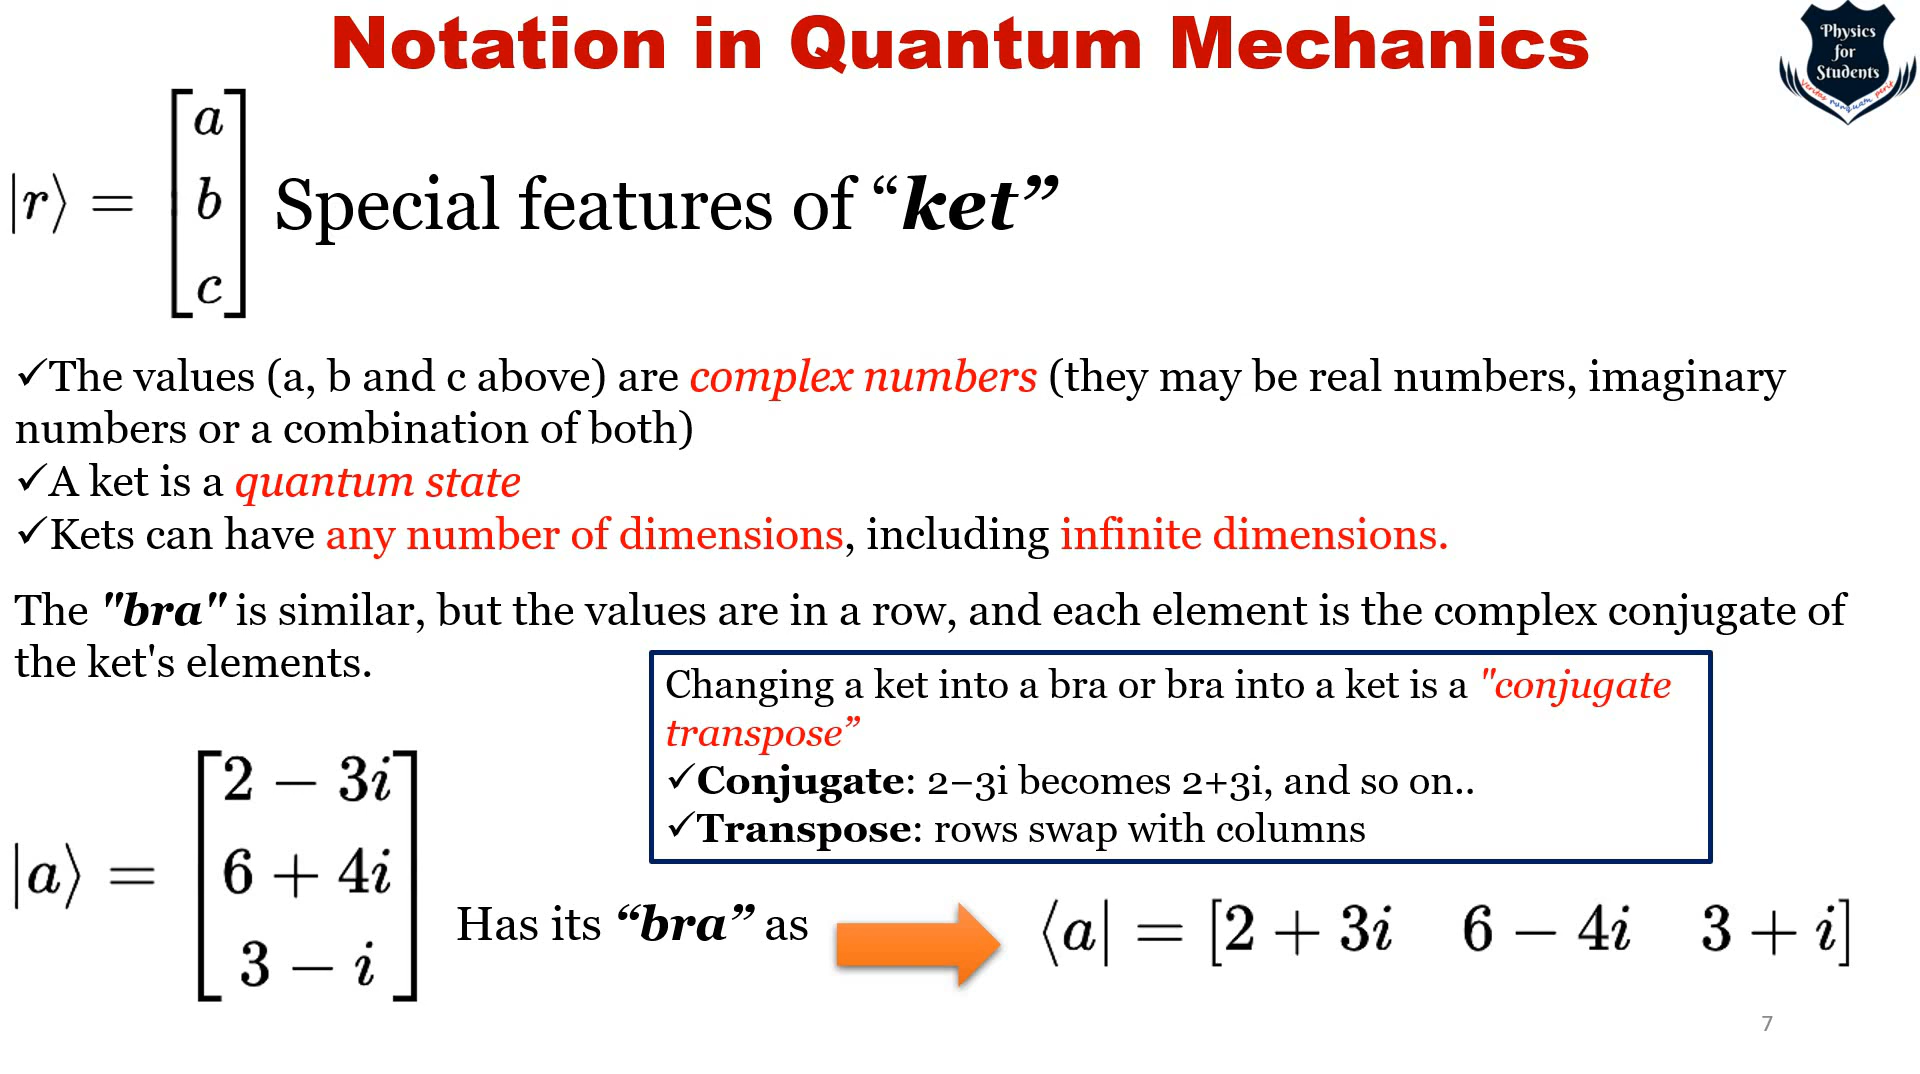 Notation in Quantum Mechanics
Physics
for
Students
veritas numquam perit
|r⟩ = [a
b
c]
Special features of “ket”
✓The values (a, b and c above) are complex numbers (they may be real numbers, imaginary
numbers or a combination of both)
✓A ket is a quantum state
✓Kets can have any number of dimensions, including infinite dimensions.
The "bra" is similar, but the values are in a row, and each element is the complex conjugate of
the ket's elements.
Changing a ket into a bra or bra into a ket is a "conjugate
transpose”
✓Conjugate: 2−3i becomes 2+3i, and so on..
✓Transpose: rows swap with columns
|a⟩ = [2 − 3i
6 + 4i
3 − i]
Has its “bra” as
⟨a| = [2 + 3i 6 − 4i 3 + i]
7